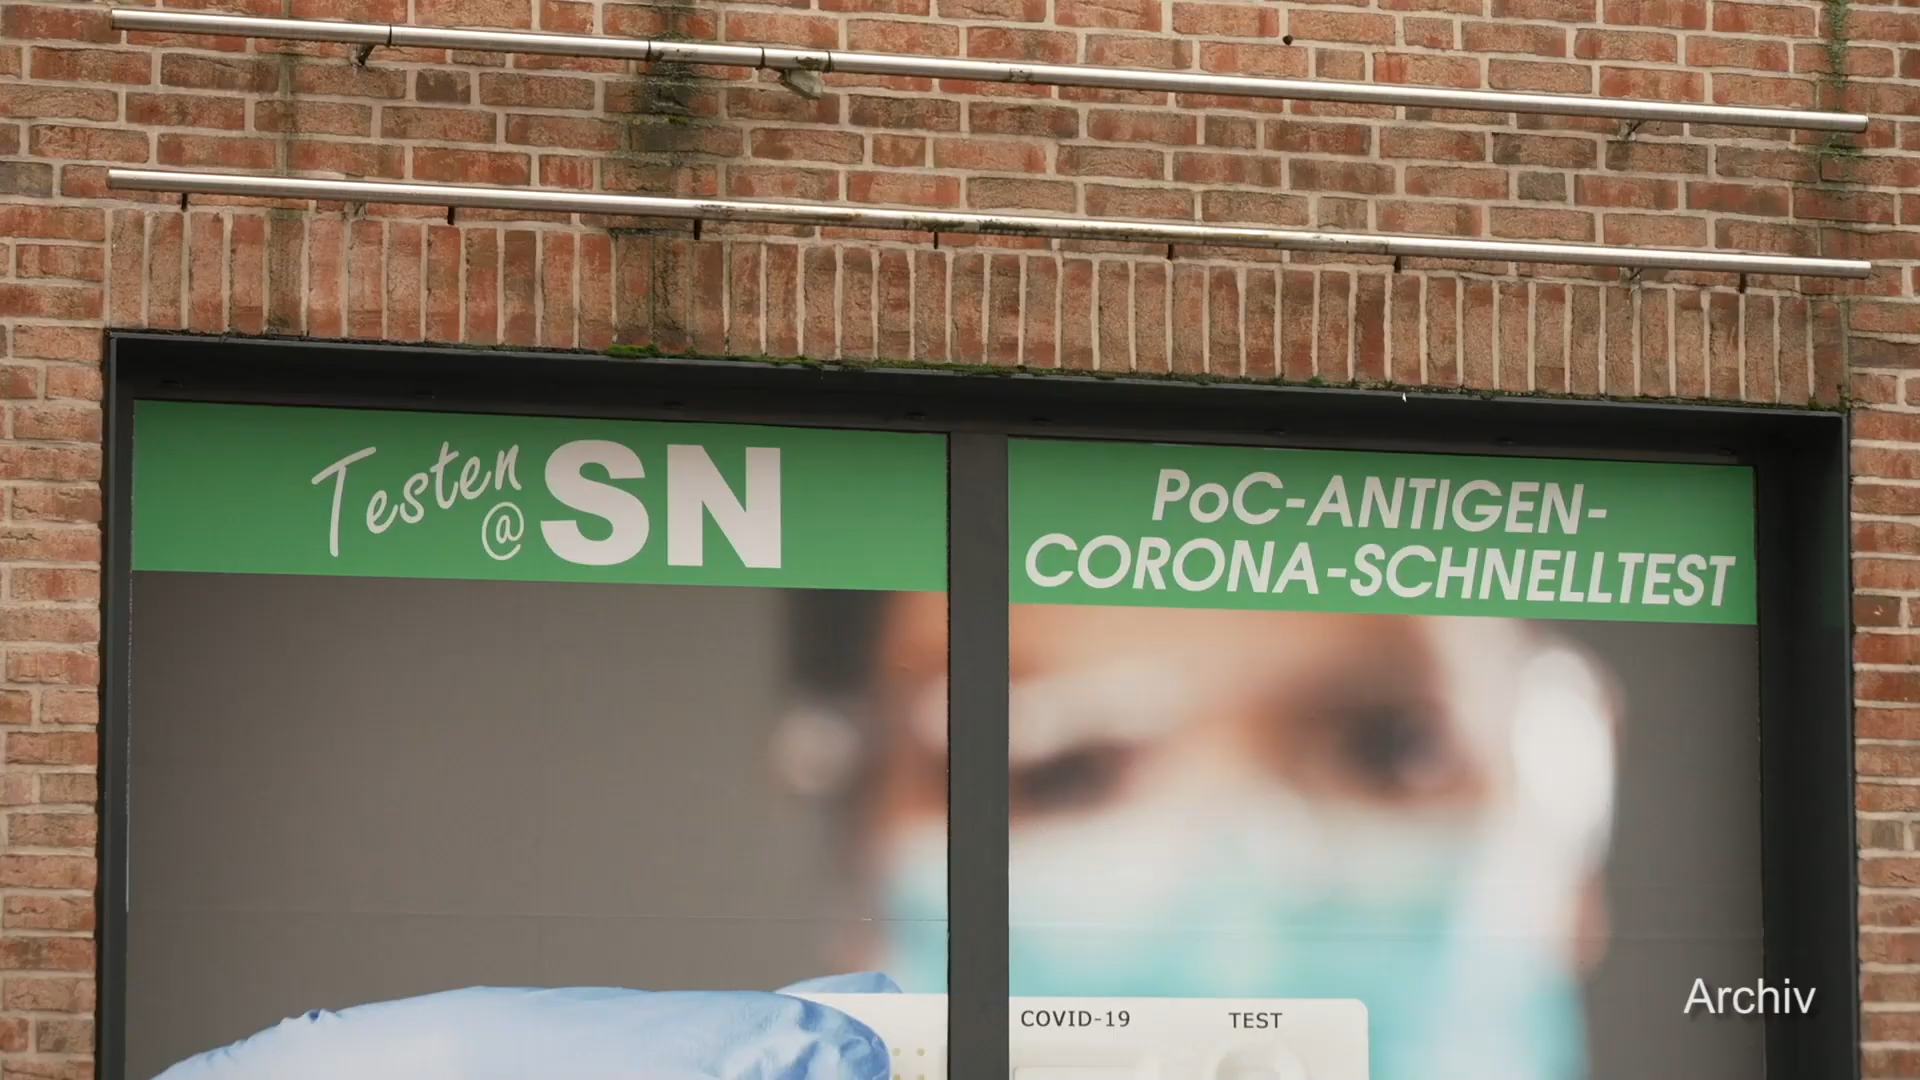 Testen
@SN
PoC-ANTIGEN-
CORONA-SCHNELLTEST
COVID-19 TEST
Archiv